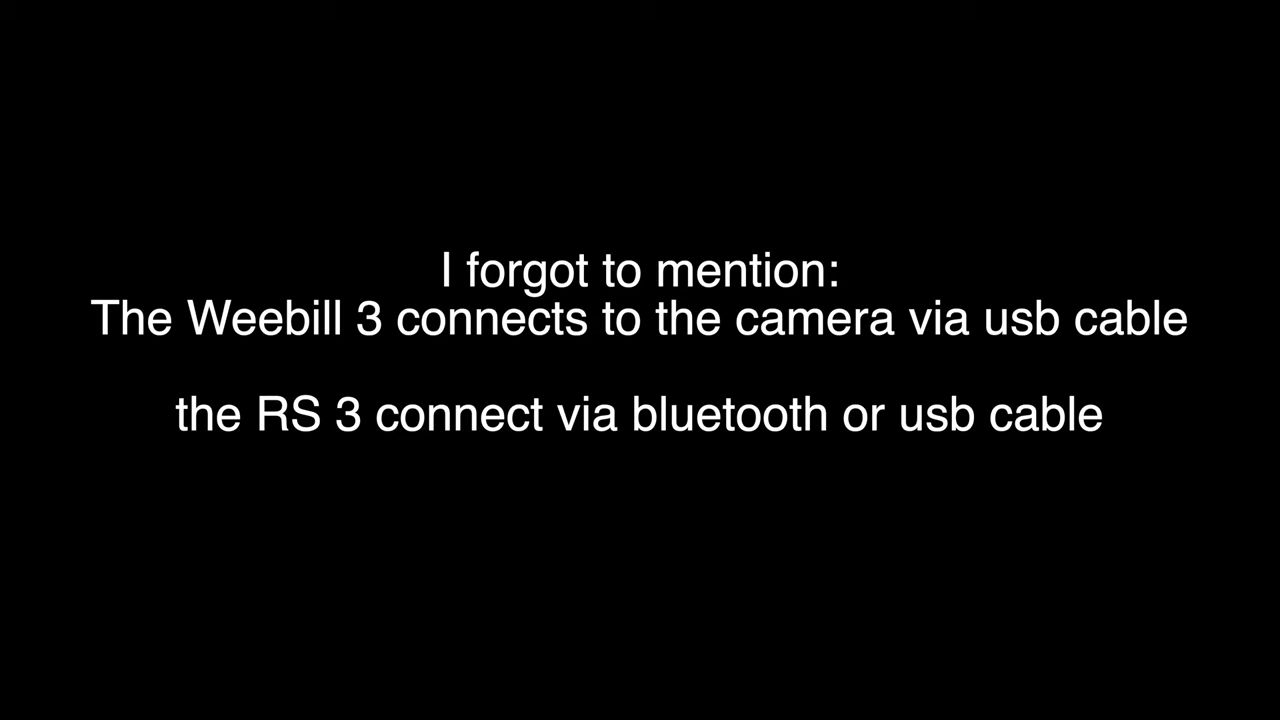 I forgot to mention:
The Weebill 3 connects to the camera via usb cable
the RS 3 connect via bluetooth or usb cable